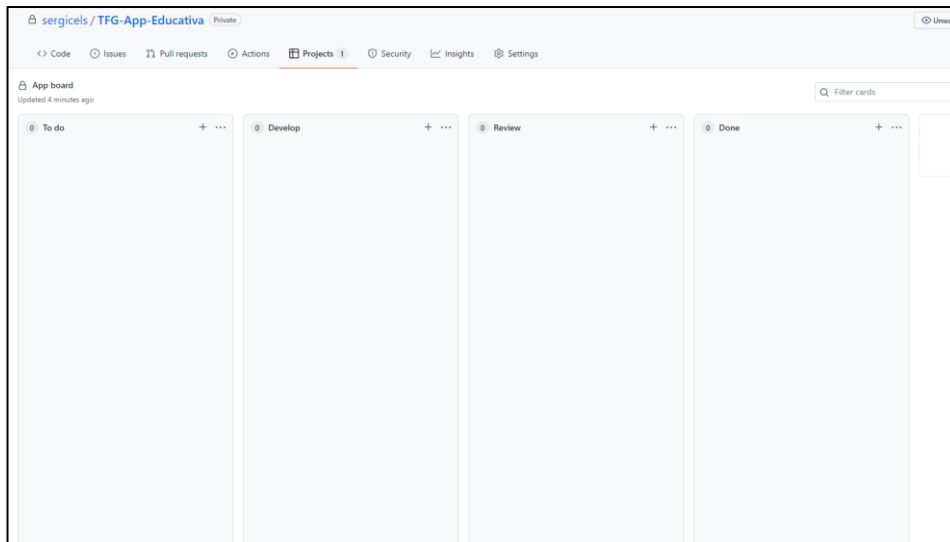 sergicels / TFG-App-Educativa Private
Code Issues Pull requests Actions Projects 1 Security Insights Settings
App board
Updated 4 minutes ago
Filter cards
0 To do + ...
0 Develop + ...
0 Review + ...
0 Done + ...